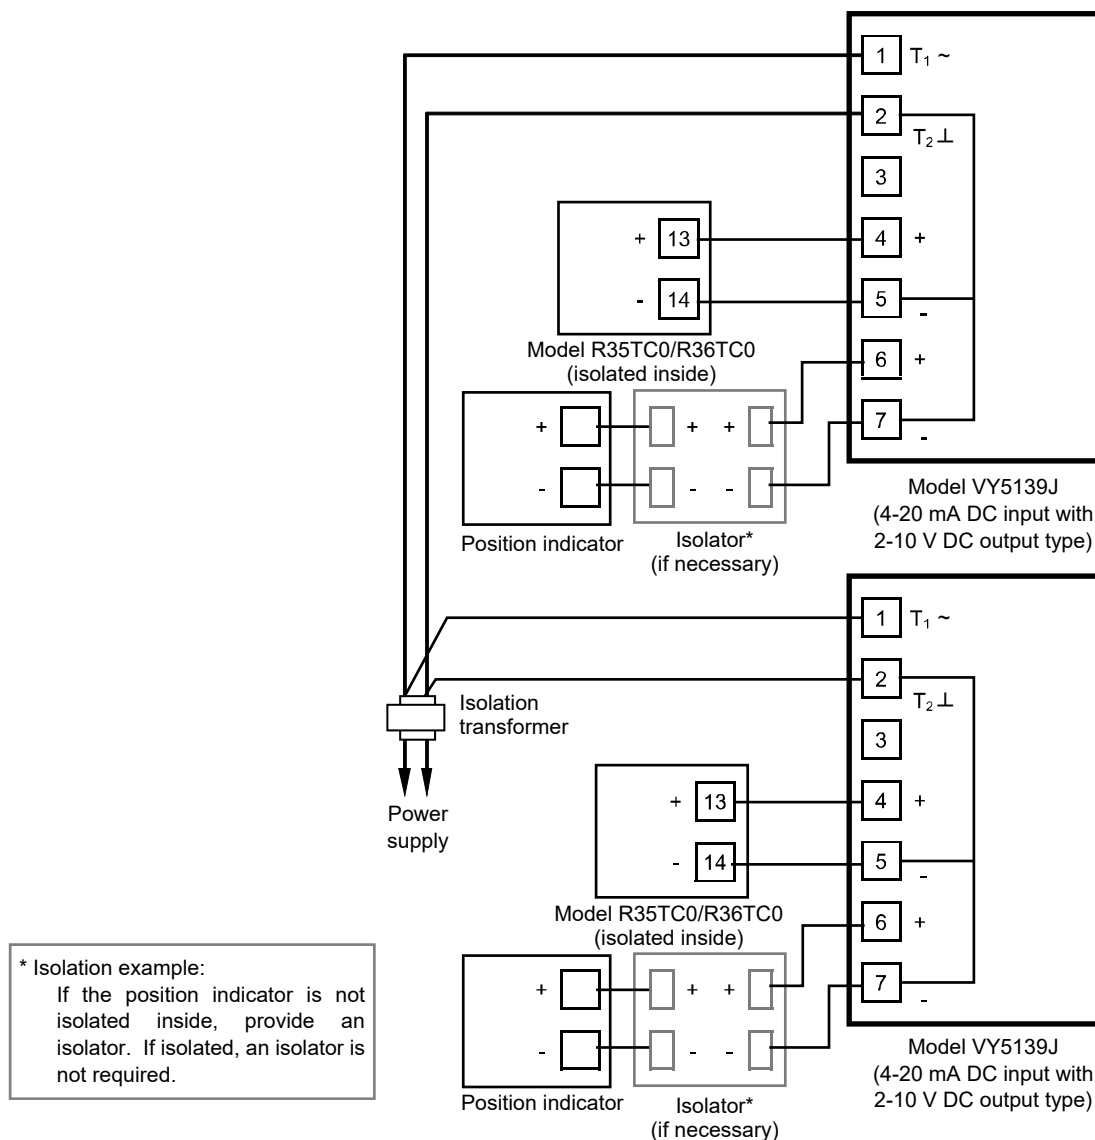 1 T₁ ~
2
T₂ ⊥
3
+ 13 4 +
- 14 5 -
Model R35TC0/R36TC0
(isolated inside)
6 +
+ + +
7 -
- - -
Position indicator
Isolator*
(if necessary)
Model VY5139J
(4-20 mA DC input with
2-10 V DC output type)
1 T₁ ~
2
T₂ ⊥
Isolation
transformer
3
Power
supply
+ 13 4 +
- 14 5 -
Model R35TC0/R36TC0
(isolated inside)
6 +
+ + +
7 -
- - -
Position indicator
Isolator*
(if necessary)
Model VY5139J
(4-20 mA DC input with
2-10 V DC output type)
* Isolation example:
If the position indicator is not
isolated inside, provide an
isolator. If isolated, an isolator is
not required.